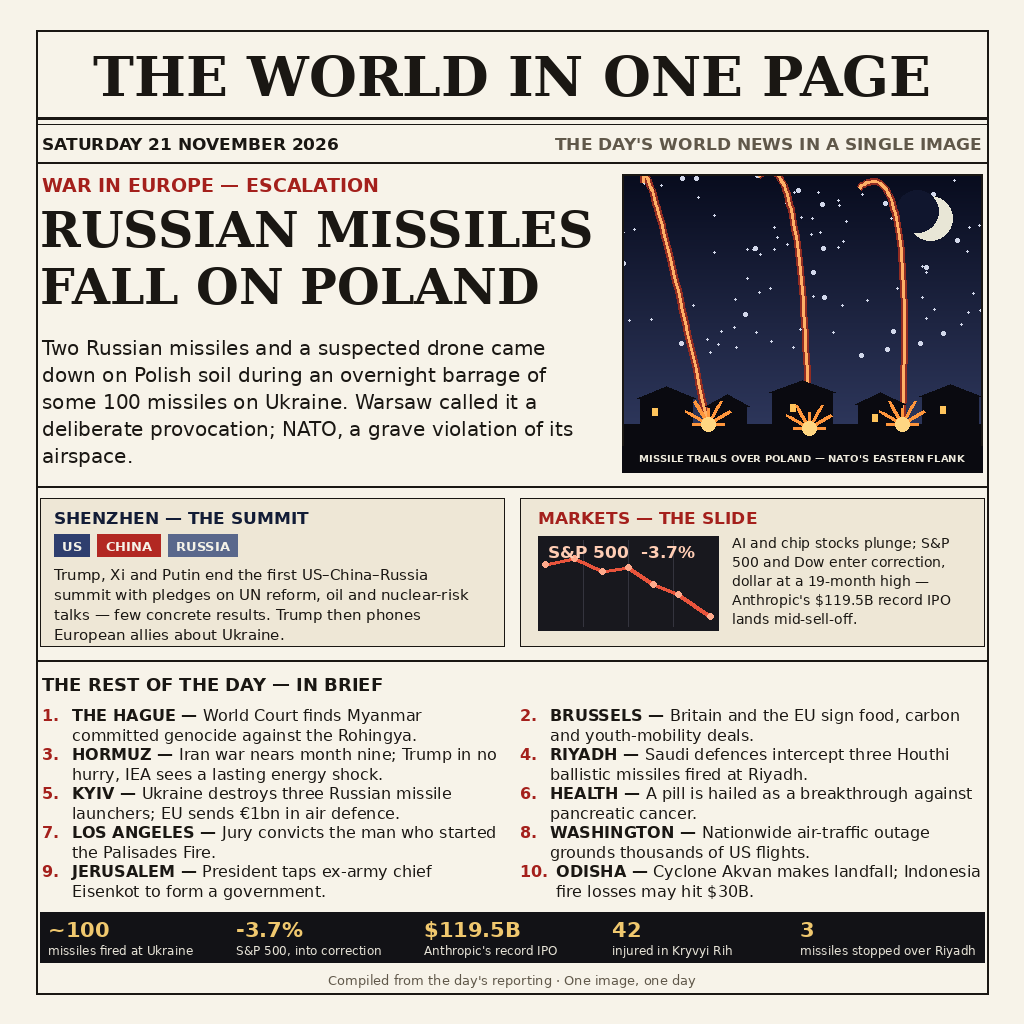 THE WORLD IN ONE PAGE
SATURDAY 21 NOVEMBER 2026
THE DAY'S WORLD NEWS IN A SINGLE IMAGE
WAR IN EUROPE — ESCALATION
RUSSIAN MISSILES
FALL ON POLAND
Two Russian missiles and a suspected drone came
down on Polish soil during an overnight barrage of
some 100 missiles on Ukraine. Warsaw called it a
deliberate provocation; NATO, a grave violation of its
airspace.
MISSILE TRAILS OVER POLAND — NATO'S EASTERN FLANK
SHENZHEN — THE SUMMIT
US CHINA RUSSIA
Trump, Xi and Putin end the first US–China–Russia
summit with pledges on UN reform, oil and nuclear-risk
talks — few concrete results. Trump then phones
European allies about Ukraine.
MARKETS — THE SLIDE
S&P 500 -3.7%
AI and chip stocks plunge; S&P
500 and Dow enter correction,
dollar at a 19-month high —
Anthropic's $119.5B record IPO
lands mid-sell-off.
THE REST OF THE DAY — IN BRIEF
1. THE HAGUE — World Court finds Myanmar
committed genocide against the Rohingya.
2. BRUSSELS — Britain and the EU sign food, carbon
and youth-mobility deals.
3. HORMUZ — Iran war nears month nine; Trump in no
hurry, IEA sees a lasting energy shock.
4. RIYADH — Saudi defences intercept three Houthi
ballistic missiles fired at Riyadh.
5. KYIV — Ukraine destroys three Russian missile
launchers; EU sends €1bn in air defence.
6. HEALTH — A pill is hailed as a breakthrough against
pancreatic cancer.
7. LOS ANGELES — Jury convicts the man who started
the Palisades Fire.
8. WASHINGTON — Nationwide air-traffic outage
grounds thousands of US flights.
9. JERUSALEM — President taps ex-army chief
Eisenkot to form a government.
10. ODISHA — Cyclone Akvan makes landfall; Indonesia
fire losses may hit $30B.
~100
missiles fired at Ukraine
-3.7%
S&P 500, into correction
$119.5B
Anthropic's record IPO
42
injured in Kryvyi Rih
3
missiles stopped over Riyadh
Compiled from the day's reporting · One image, one day